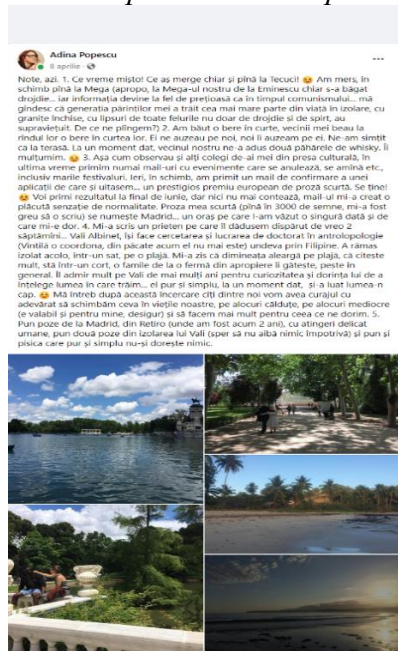 Adina Popescu
8 aprilie
Note, azi. 1. Ce vreme mișto! Ce aș merge chiar și pînă la Tecuci! 😉 Am mers, în
schimb pînă la Mega (apropo, la Mega-ul nostru de la Eminescu chiar s-a băgat
drojdie... iar informația devine la fel de prețioasă ca în timpul comunismului... mă
gîndesc că generația părinților mei a trăit cea mai mare parte din viață în izolare, cu
granițe închise, cu lipsuri de toate felurile nu doar de drojdie și de spirt, au
supraviețuit. De ce ne plîngem?) 2. Am băut o bere în curte, vecinii mei beau la
rîndul lor o bere în curtea lor. Ei ne auzeau pe noi, noi îi auzeam pe ei. Ne-am simțit
ca la terasă. La un moment dat, vecinul nostru ne-a adus două păhărele de whisky. Îi
mulțumim. 😉 3. Așa cum observau și alți colegi de-ai mei din presa culturală, în
ultima vreme primim numai mail-uri cu evenimente care se anulează, se amînă etc.,
inclusiv marile festivaluri. Ieri, în schimb, am primit un mail de confirmare a unei
aplicații de care și uitasem... un prestigios premiu european de proză scurtă. Se ține!
😉 Voi primi rezultatul la final de iunie, dar nici nu mai contează, mail-ul mi-a creat o
plăcută senzație de normalitate. Proza mea scurtă (pînă în 3000 de semne, mi-a fost
greu să o scriu) se numește Madrid... un oraș pe care l-am văzut o singură dată și de
care mi-e dor. 4. Mi-a scris un prieten pe care îl dădusem dispărut de vreo 2
săptămîni... Vali Albinet, își face cercetarea și lucrarea de doctorat în antolopologie
(Vintilă o coordona, din păcate acum el nu mai este) undeva prin Filipine. A rămas
izolat acolo, într-un sat, pe o plajă. Mi-a zis că dimineața aleargă pe plajă, că citește
mult, stă într-un cort, o familie de la o fermă din apropiere îi gătește, pește în
general. Îl admir mult pe Vali de mai mulți ani pentru curiozitatea și dorința lui de a
înțelege lumea în care trăim... el pur și simplu, la un moment dat, și-a luat lumea-n
cap. 😉 Mă întreb după această încercare cîți dintre noi vom avea curajul cu
adevărat să schimbăm ceva în viețile noastre, pe alocuri căldute, pe alocuri mediocre
(e valabil și pentru mine, desigur) și să facem mai mult pentru ceea ce ne dorim. 5.
Pun poze de la Madrid, din Retiro (unde am fost acum 2 ani), cu atingeri delicat
umane, pun două poze din izolarea lui Vali (sper să nu aibă nimic împotrivă) și pun și
pisica care pur și simplu nu-și dorește nimic.